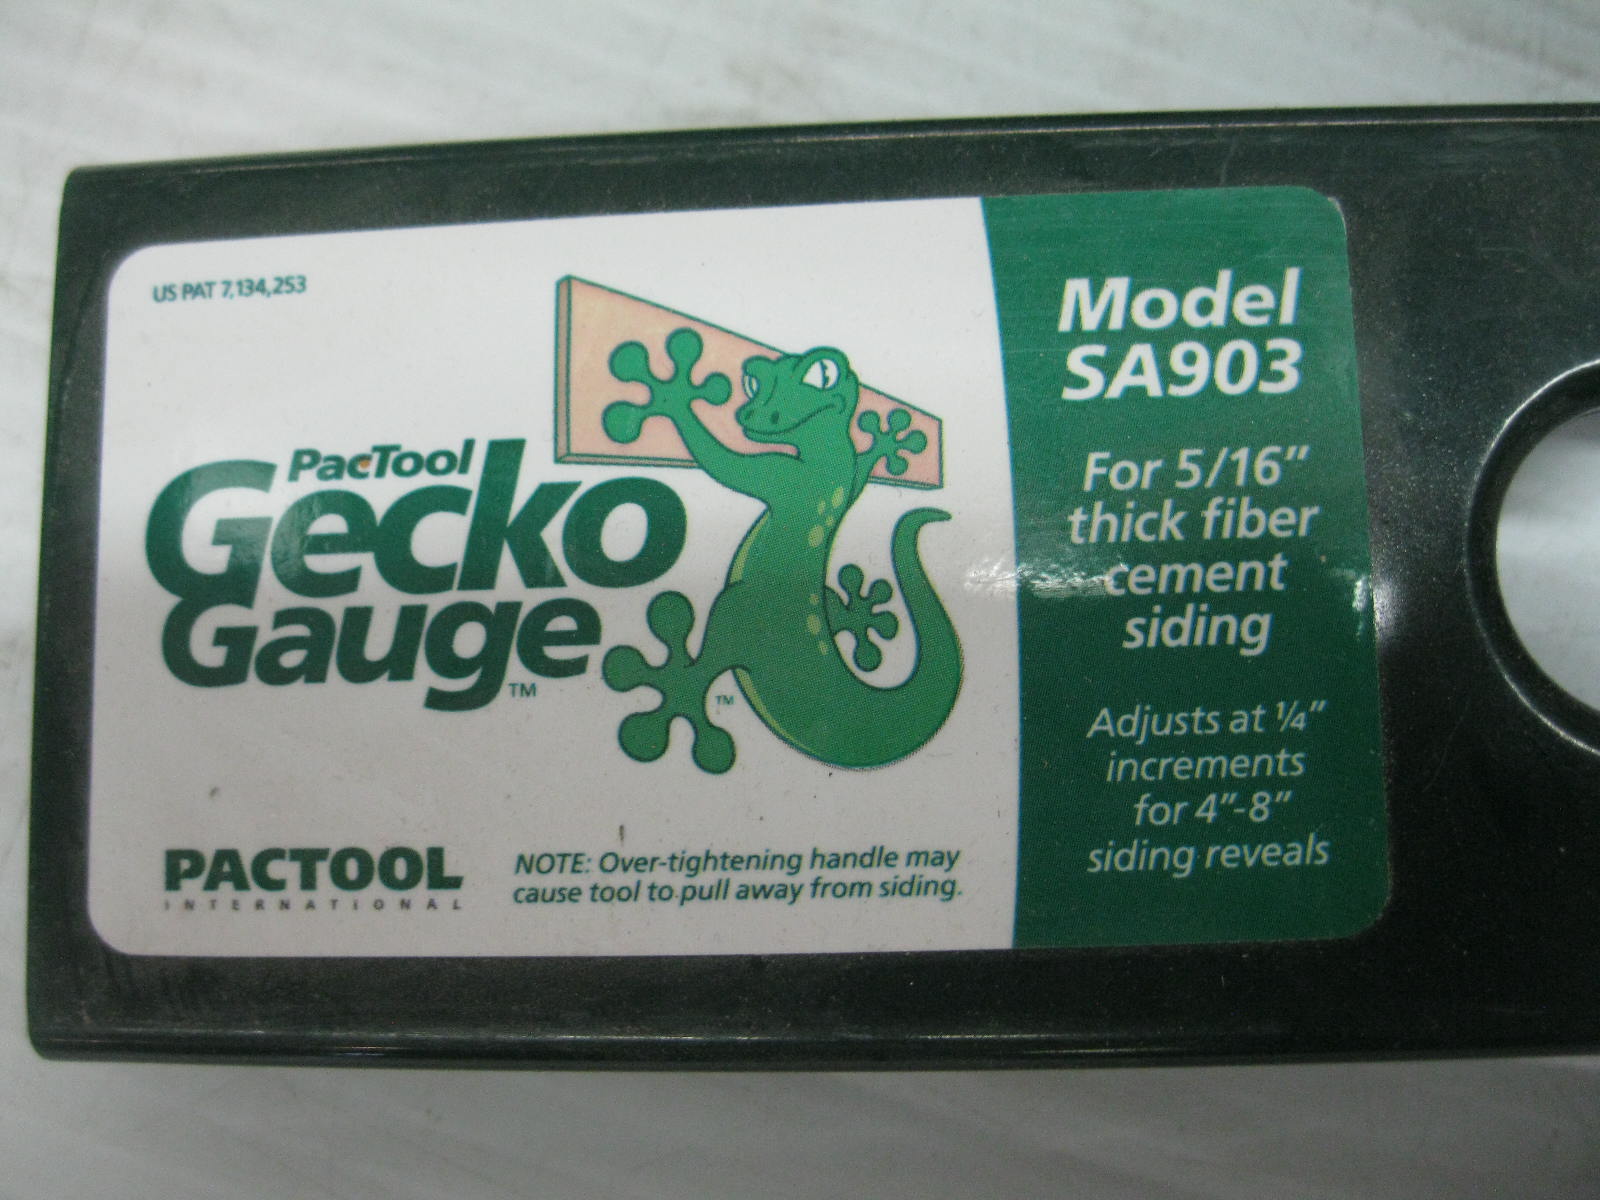 US PAT 7,134,253
PacTool
Gecko
Gauge™
™
PACTOOL
INTERNATIONAL
NOTE: Over-tightening handle may
cause tool to pull away from siding.
Model
SA903
For 5/16"
thick fiber
cement
siding
Adjusts at ¼"
increments
for 4"-8"
siding reveals